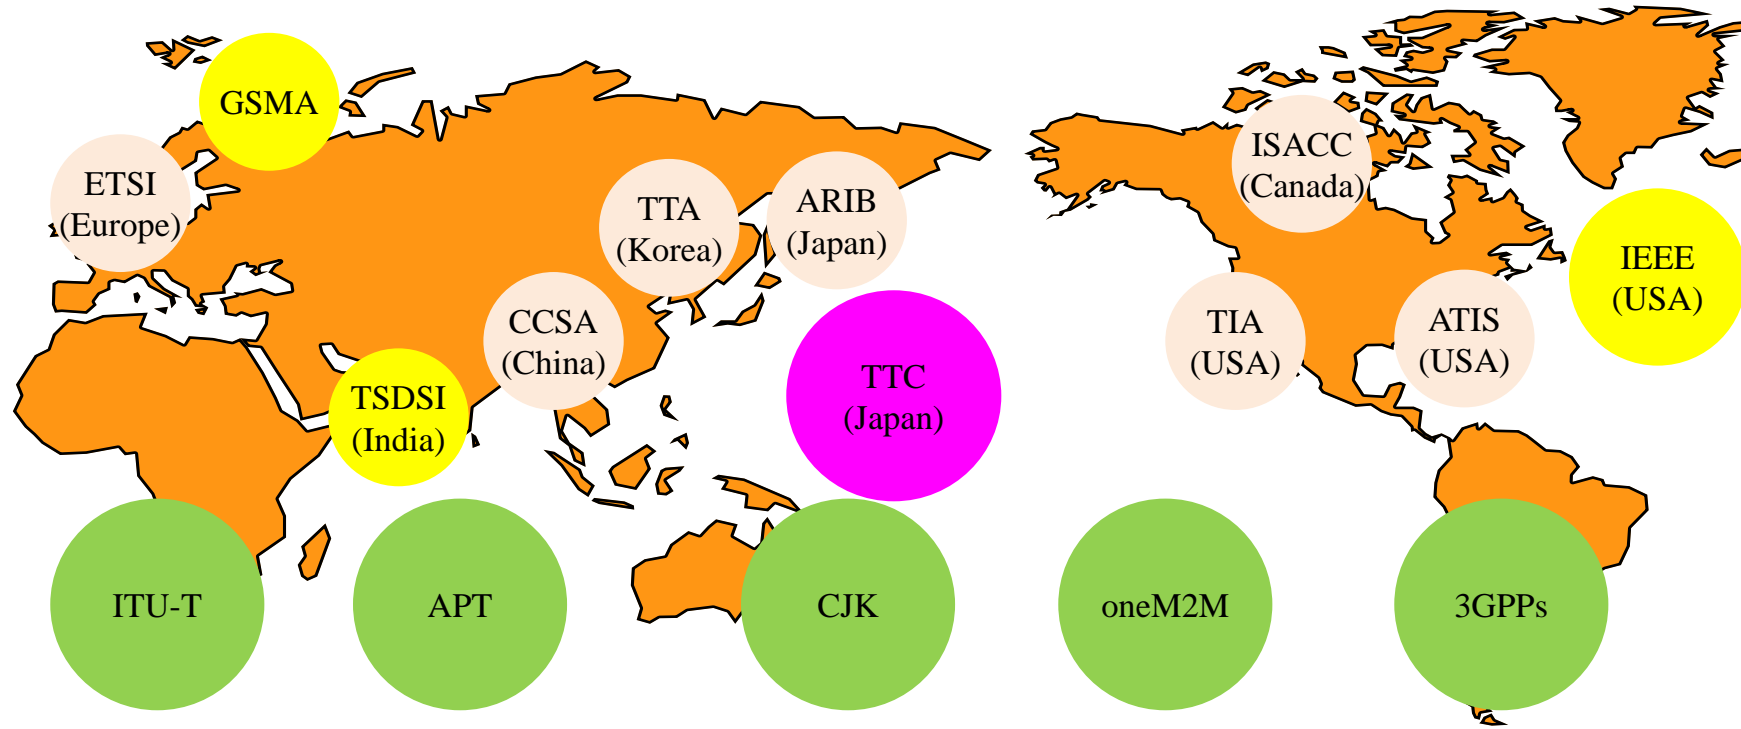 GSMA
ETSI
(Europe)
TTA
(Korea)
ARIB
(Japan)
ISACC
(Canada)
IEEE
(USA)
CCSA
(China)
TIA
(USA)
ATIS
(USA)
TSDSI
(India)
TTC
(Japan)
ITU-T
APT
CJK
oneM2M
3GPPs